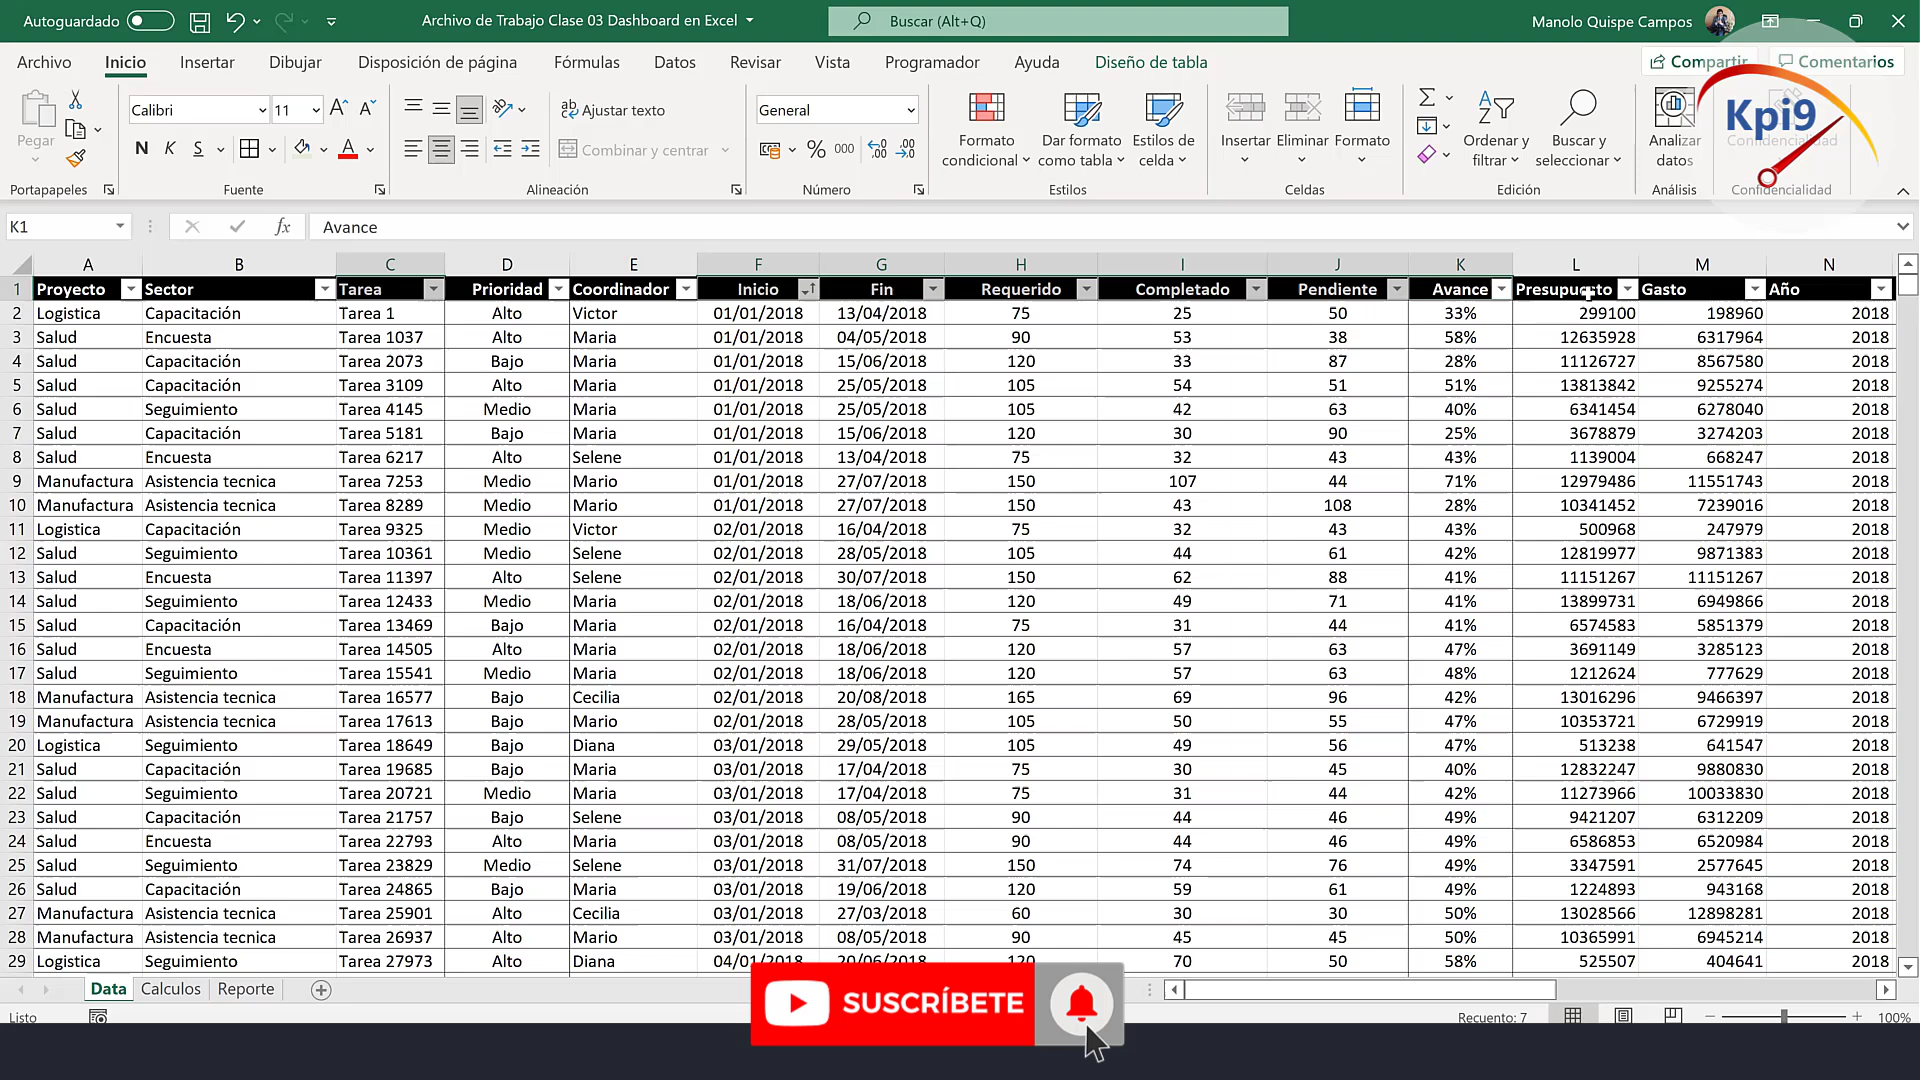 Autoguardado
Archivo de Trabajo Clase 03 Dashboard en Excel
Buscar (Alt+Q)
Manolo Quispe Campos
Archivo Inicio Insertar Dibujar Disposición de página Fórmulas Datos Revisar Vista Programador Ayuda Diseño de tabla
Compartir Comentarios
Kpi9
Pegar
Calibri 11
N K S
Ajustar texto
Combinar y centrar
General
% 000
Formato condicional
Dar formato como tabla
Estilos de celda
Insertar Eliminar Formato
Ordenar y filtrar
Buscar y seleccionar
Analizar datos
Confidencialidad
Portapapeles Fuente Alineación Número Estilos Celdas Edición Análisis Confidencialidad
K1 fx Avance
A B C D E F G H I J K L M N
1 Proyecto Sector Tarea Prioridad Coordinador Inicio Fin Requerido Completado Pendiente Avance Presupuesto Gasto Año
2 Logistica Capacitación Tarea 1 Alto Victor 01/01/2018 13/04/2018 75 25 50 33% 299100 198960 2018
3 Salud Encuesta Tarea 1037 Alto Maria 01/01/2018 04/05/2018 90 53 38 58% 12635928 6317964 2018
4 Salud Capacitación Tarea 2073 Bajo Maria 01/01/2018 15/06/2018 120 33 87 28% 11126727 8567580 2018
5 Salud Capacitación Tarea 3109 Alto Maria 01/01/2018 25/05/2018 105 54 51 51% 13813842 9255274 2018
6 Salud Seguimiento Tarea 4145 Medio Maria 01/01/2018 25/05/2018 105 42 63 40% 6341454 6278040 2018
7 Salud Capacitación Tarea 5181 Bajo Maria 01/01/2018 15/06/2018 120 30 90 25% 3678879 3274203 2018
8 Salud Encuesta Tarea 6217 Alto Selene 01/01/2018 13/04/2018 75 32 43 43% 1139004 668247 2018
9 Manufactura Asistencia tecnica Tarea 7253 Medio Mario 01/01/2018 27/07/2018 150 107 44 71% 12979486 11551743 2018
10 Manufactura Asistencia tecnica Tarea 8289 Medio Mario 01/01/2018 27/07/2018 150 43 108 28% 10341452 7239016 2018
11 Logistica Capacitación Tarea 9325 Medio Victor 02/01/2018 16/04/2018 75 32 43 43% 500968 247979 2018
12 Salud Seguimiento Tarea 10361 Medio Selene 02/01/2018 28/05/2018 105 44 61 42% 12819977 9871383 2018
13 Salud Encuesta Tarea 11397 Alto Selene 02/01/2018 30/07/2018 150 62 88 41% 11151267 11151267 2018
14 Salud Seguimiento Tarea 12433 Medio Maria 02/01/2018 18/06/2018 120 49 71 41% 13899731 6949866 2018
15 Salud Capacitación Tarea 13469 Bajo Maria 02/01/2018 16/04/2018 75 31 44 41% 6574583 5851379 2018
16 Salud Encuesta Tarea 14505 Alto Maria 02/01/2018 18/06/2018 120 57 63 47% 3691149 3285123 2018
17 Salud Seguimiento Tarea 15541 Medio Maria 02/01/2018 18/06/2018 120 57 63 48% 1212624 777629 2018
18 Manufactura Asistencia tecnica Tarea 16577 Bajo Cecilia 02/01/2018 20/08/2018 165 69 96 42% 13016296 9466397 2018
19 Manufactura Asistencia tecnica Tarea 17613 Bajo Mario 02/01/2018 28/05/2018 105 50 55 47% 10353721 6729919 2018
20 Logistica Seguimiento Tarea 18649 Bajo Diana 03/01/2018 29/05/2018 105 49 56 47% 513238 641547 2018
21 Salud Capacitación Tarea 19685 Bajo Maria 03/01/2018 17/04/2018 75 30 45 40% 12832247 9880830 2018
22 Salud Seguimiento Tarea 20721 Medio Maria 03/01/2018 17/04/2018 75 31 44 42% 11273966 10033830 2018
23 Salud Capacitación Tarea 21757 Bajo Selene 03/01/2018 08/05/2018 90 44 46 49% 9421207 6312209 2018
24 Salud Encuesta Tarea 22793 Alto Maria 03/01/2018 08/05/2018 90 44 46 49% 6586853 6520984 2018
25 Salud Seguimiento Tarea 23829 Medio Selene 03/01/2018 31/07/2018 150 74 76 49% 3347591 2577645 2018
26 Salud Capacitación Tarea 24865 Bajo Maria 03/01/2018 19/06/2018 120 59 61 49% 1224893 943168 2018
27 Manufactura Asistencia tecnica Tarea 25901 Alto Cecilia 03/01/2018 27/03/2018 60 30 30 50% 13028566 12898281 2018
28 Manufactura Asistencia tecnica Tarea 26937 Alto Mario 03/01/2018 08/05/2018 90 45 45 50% 10365991 6945214 2018
29 Logistica Seguimiento Tarea 27973 Alto Diana 04/01/2018 20/06/2018 120 70 50 58% 525507 404641 2018
Data Calculos Reporte
SUSCRÍBETE
Listo
Recuento: 7
100%